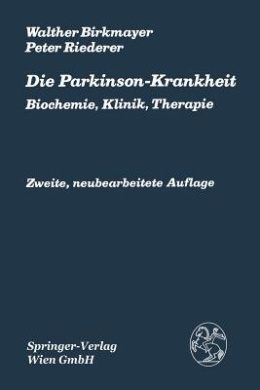 Walther Birkmayer
Peter Riederer
Die Parkinson-Krankheit
Biochemie, Klinik, Therapie
Zweite, neubearbeitete Auflage
Springer-Verlag
Wien GmbH